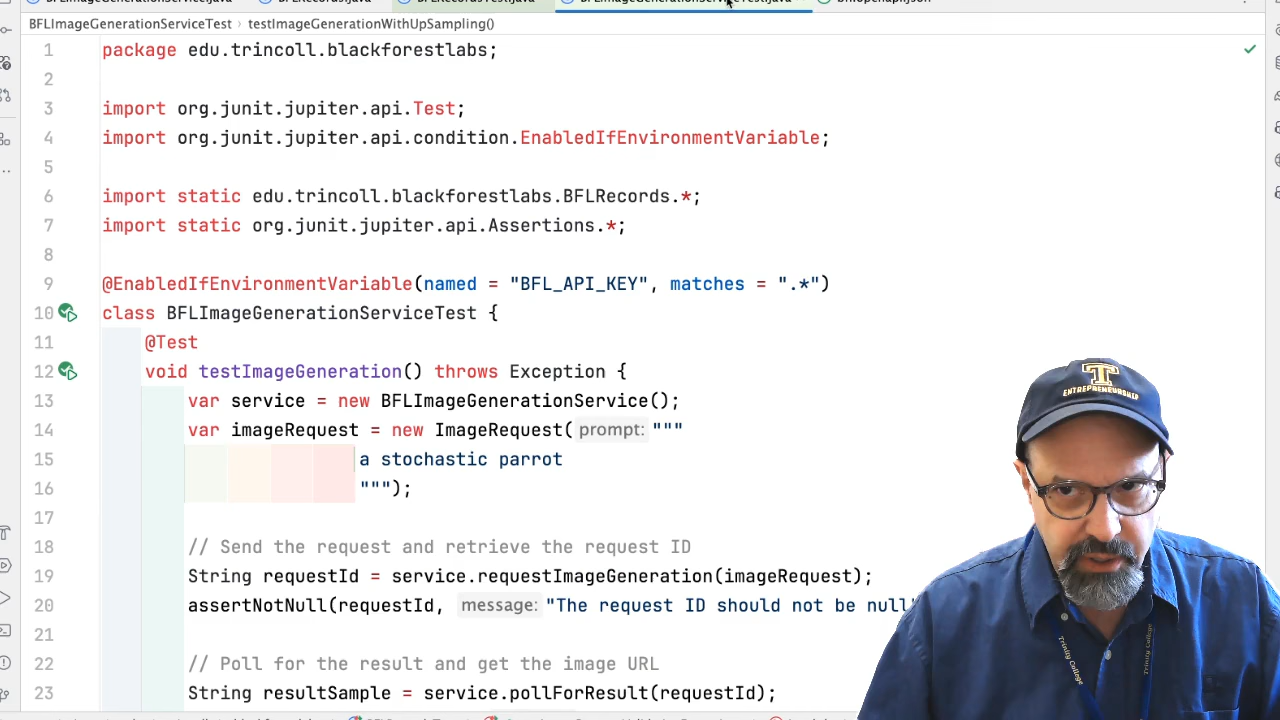 BFLImageGenerationServiceTest › testImageGenerationWithUpSampling()
1 package edu.trincoll.blackforestlabs;
2
3 import org.junit.jupiter.api.Test;
4 import org.junit.jupiter.api.condition.EnabledIfEnvironmentVariable;
5
6 import static edu.trincoll.blackforestlabs.BFLRecords.*;
7 import static org.junit.jupiter.api.Assertions.*;
8
9 @EnabledIfEnvironmentVariable(named = "BFL_API_KEY", matches = ".*")
10 class BFLImageGenerationServiceTest {
11 @Test
12 void testImageGeneration() throws Exception {
13 var service = new BFLImageGenerationService();
14 var imageRequest = new ImageRequest( prompt: """
15 a stochastic parrot
16 """);
17
18 // Send the request and retrieve the request ID
19 String requestId = service.requestImageGeneration(imageRequest);
20 assertNotNull(requestId, message: "The request ID should not be null"
21
22 // Poll for the result and get the image URL
23 String resultSample = service.pollForResult(requestId);
T
ENTREPRENEURSHIP
Trinity College
Trinity College